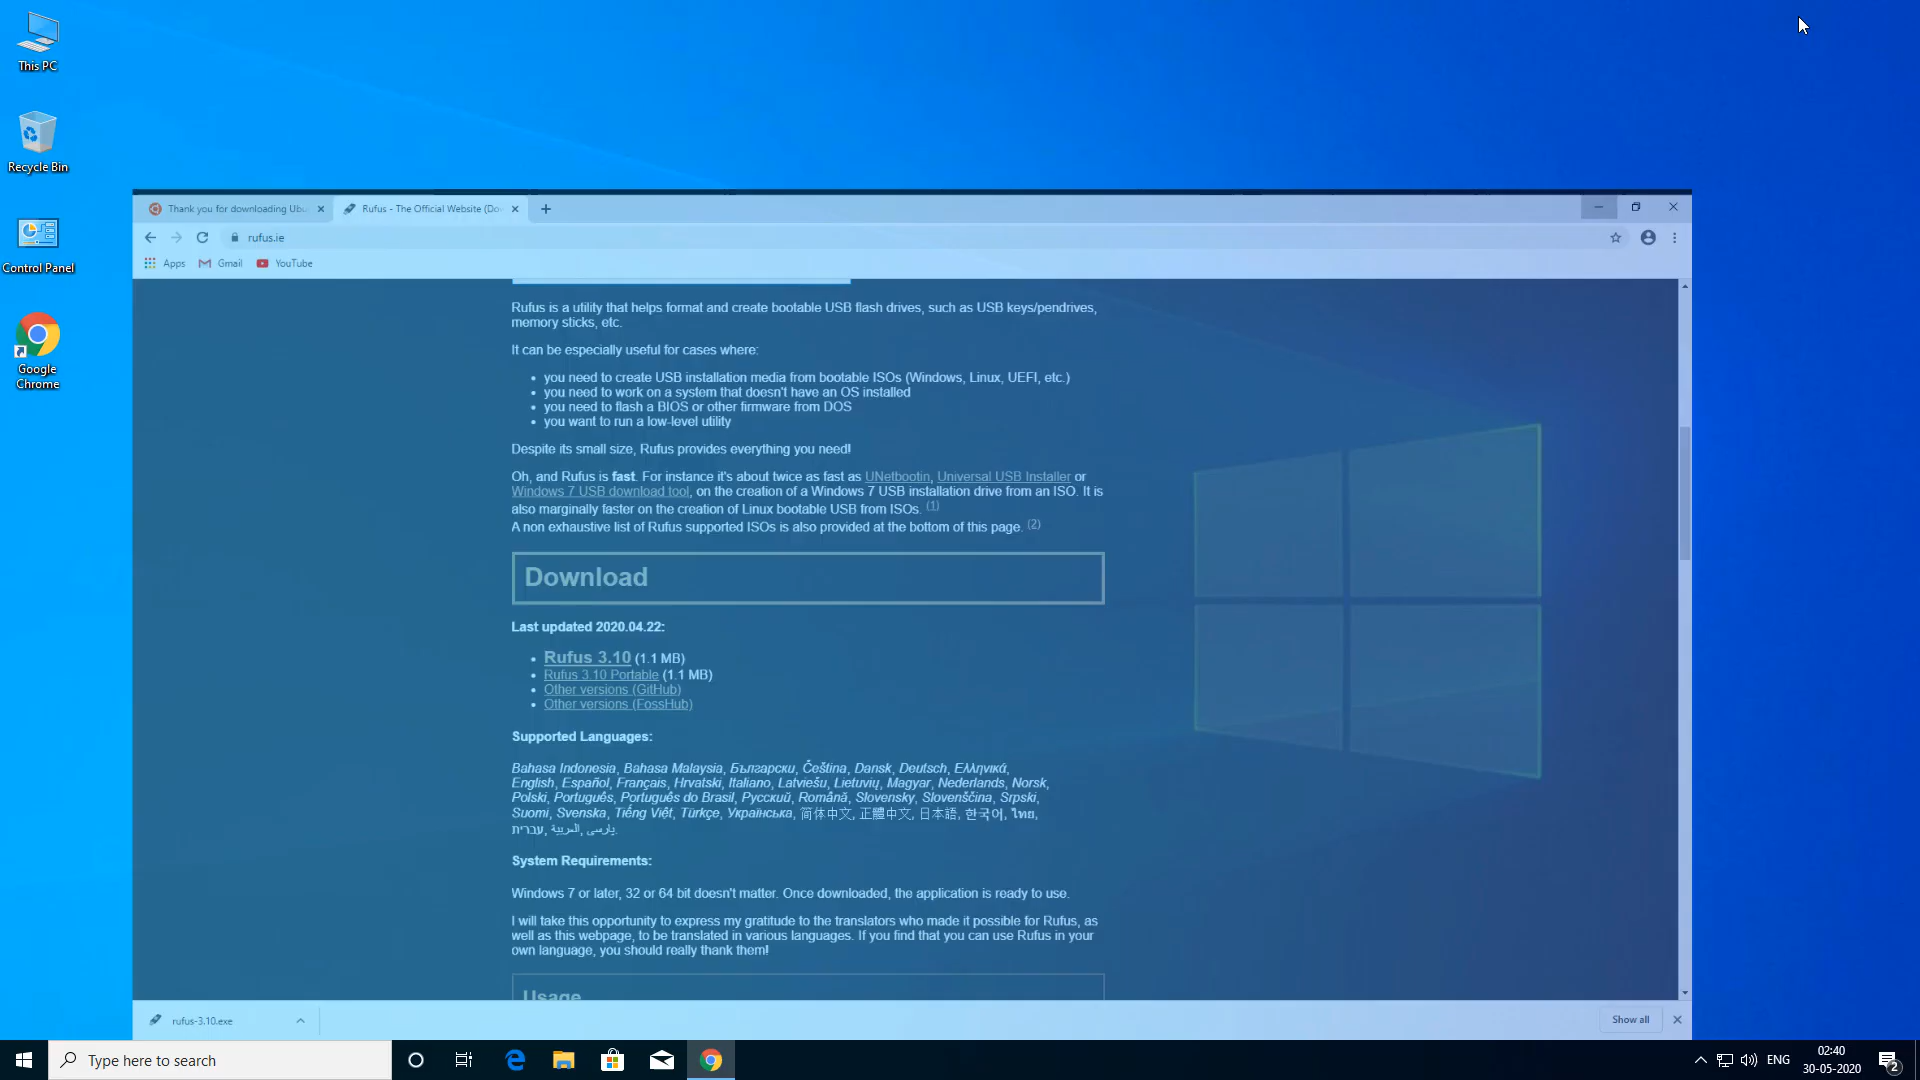 This PC
Recycle Bin
Control Panel
Google
Chrome
Thank you for downloading Ubu
Rufus - The Official Website (Do
rufus.ie
Apps
Gmail
YouTube
Rufus is a utility that helps format and create bootable USB flash drives, such as USB keys/pendrives,
memory sticks, etc.
It can be especially useful for cases where:
• you need to create USB installation media from bootable ISOs (Windows, Linux, UEFI, etc.)
• you need to work on a system that doesn't have an OS installed
• you need to flash a BIOS or other firmware from DOS
• you want to run a low-level utility
Despite its small size, Rufus provides everything you need!
Oh, and Rufus is fast. For instance it's about twice as fast as UNetbootin, Universal USB Installer or
Windows 7 USB download tool, on the creation of a Windows 7 USB installation drive from an ISO. It is
also marginally faster on the creation of Linux bootable USB from ISOs. (1)
A non exhaustive list of Rufus supported ISOs is also provided at the bottom of this page. (2)
Download
Last updated 2020.04.22:
• Rufus 3.10 (1.1 MB)
• Rufus 3.10 Portable (1.1 MB)
• Other versions (GitHub)
• Other versions (FossHub)
Supported Languages:
Bahasa Indonesia, Bahasa Malaysia, Български, Čeština, Dansk, Deutsch, Ελληνικά,
English, Español, Français, Hrvatski, Italiano, Latviešu, Lietuvių, Magyar, Nederlands, Norsk,
Polski, Português, Português do Brasil, Русский, Română, Slovensky, Slovenščina, Srpski,
Suomi, Svenska, Tiếng Việt, Türkçe, Українська, 简体中文, 正體中文, 日本語, 한국어, ไทย,
עברית, العربية, پارسی.
System Requirements:
Windows 7 or later, 32 or 64 bit doesn't matter. Once downloaded, the application is ready to use.
I will take this opportunity to express my gratitude to the translators who made it possible for Rufus, as
well as this webpage, to be translated in various languages. If you find that you can use Rufus in your
own language, you should really thank them!
Usage
rufus-3.10.exe
Show all
Type here to search
ENG
02:40
30-05-2020
2